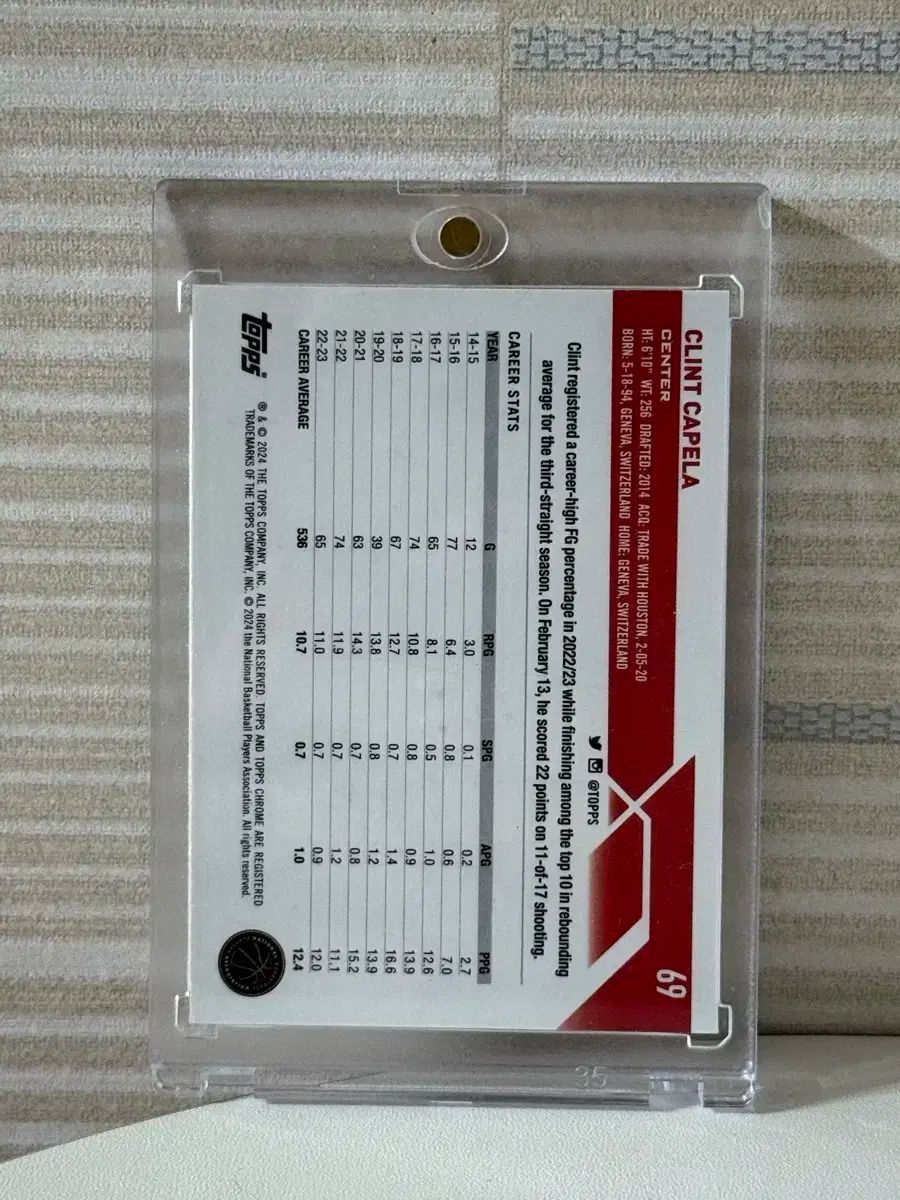 CLINT CAPELA
69
CENTER
HT: 6'10" WT: 256 DRAFTED: 2014 ACQ: TRADE WITH HOUSTON, 2-05-20
BORN: 5-18-94, GENEVA, SWITZERLAND HOME: GENEVA, SWITZERLAND
@TOPPS
Clint registered a career-high FG percentage in 2022/23 while finishing among the top 10 in rebounding
average for the third-straight season. On February 13, he scored 22 points on 11-of-17 shooting.
CAREER STATS
YEAR G RPG SPG APG PPG
14-15 12 3.0 0.1 0.2 2.7
15-16 77 6.4 0.8 0.6 7.0
16-17 65 8.1 0.5 1.0 12.6
17-18 74 10.8 0.8 0.9 13.9
18-19 67 12.7 0.7 1.4 16.6
19-20 39 13.8 0.8 1.2 13.9
20-21 63 14.3 0.7 0.8 15.2
21-22 74 11.9 0.7 1.2 11.1
22-23 65 11.0 0.7 0.9 12.0
CAREER AVERAGE 536 10.7 0.7 1.0 12.4
topps®
® & © 2024 THE TOPPS COMPANY, INC. ALL RIGHTS RESERVED. TOPPS AND TOPPS CHROME ARE REGISTERED
TRADEMARKS OF THE TOPPS COMPANY, INC. © 2024 the National Basketball Players Association. All rights reserved.
35